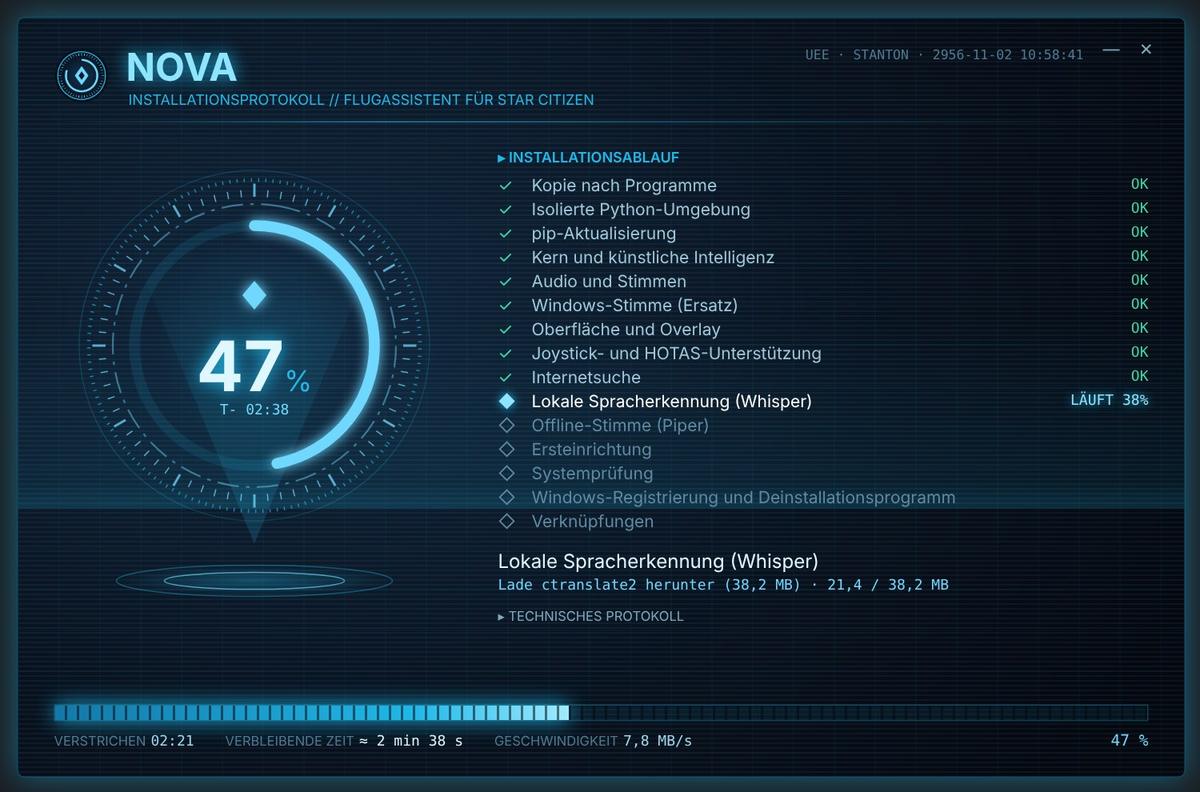 NOVA
UEE · STANTON · 2956-11-02 10:58:41
INSTALLATIONSPROTOKOLL // FLUGASSISTENT FÜR STAR CITIZEN
▸ INSTALLATIONSABLAUF
Kopie nach Programme OK
Isolierte Python-Umgebung OK
pip-Aktualisierung OK
Kern und künstliche Intelligenz OK
Audio und Stimmen OK
Windows-Stimme (Ersatz) OK
Oberfläche und Overlay OK
Joystick- und HOTAS-Unterstützung OK
Internetsuche OK
Lokale Spracherkennung (Whisper) LÄUFT 38%
Offline-Stimme (Piper)
Ersteinrichtung
Systemprüfung
Windows-Registrierung und Deinstallationsprogramm
Verknüpfungen
47 %
T- 02:38
Lokale Spracherkennung (Whisper)
Lade ctranslate2 herunter (38,2 MB) · 21,4 / 38,2 MB
▸ TECHNISCHES PROTOKOLL
VERSTRICHEN 02:21 VERBLEIBENDE ZEIT ≈ 2 min 38 s GESCHWINDIGKEIT 7,8 MB/s 47 %